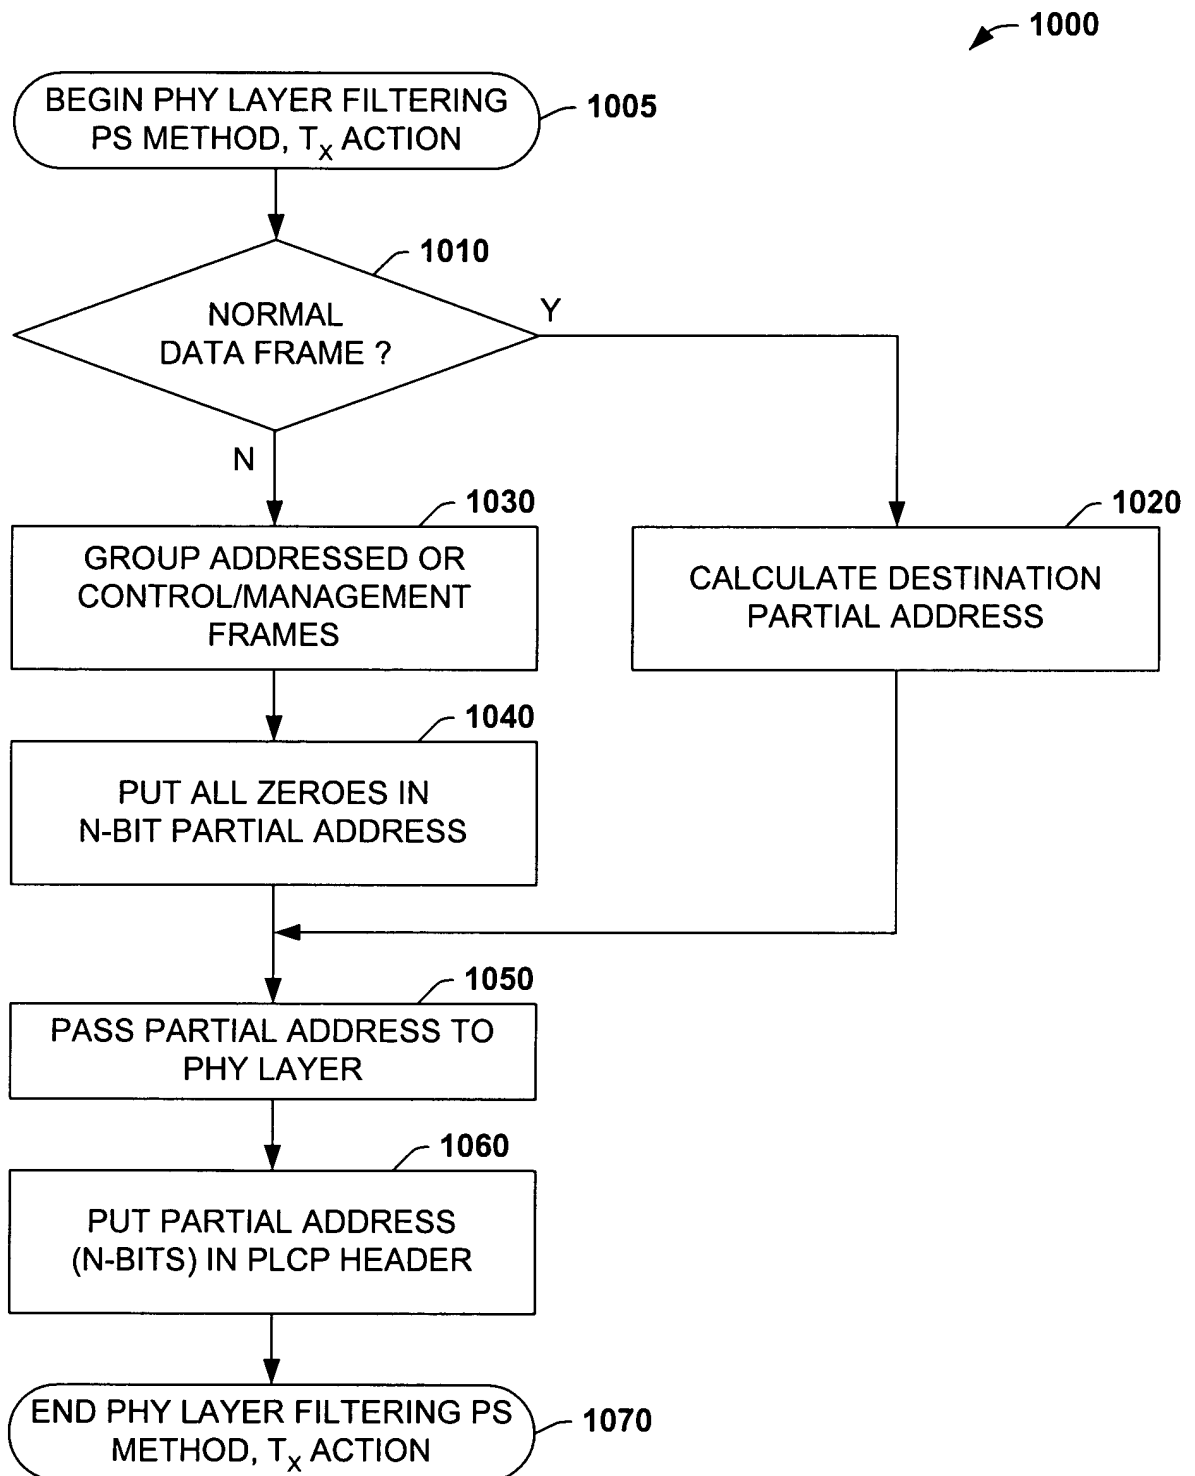 1000
BEGIN PHY LAYER FILTERING
PS METHOD, Tx ACTION
1005
1010
NORMAL
DATA FRAME ?
Y
N
1030
GROUP ADDRESSED OR
CONTROL/MANAGEMENT
FRAMES
1020
CALCULATE DESTINATION
PARTIAL ADDRESS
1040
PUT ALL ZEROES IN
N-BIT PARTIAL ADDRESS
1050
PASS PARTIAL ADDRESS TO
PHY LAYER
1060
PUT PARTIAL ADDRESS
(N-BITS) IN PLCP HEADER
END PHY LAYER FILTERING PS
METHOD, Tx ACTION
1070